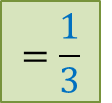 = 1/3